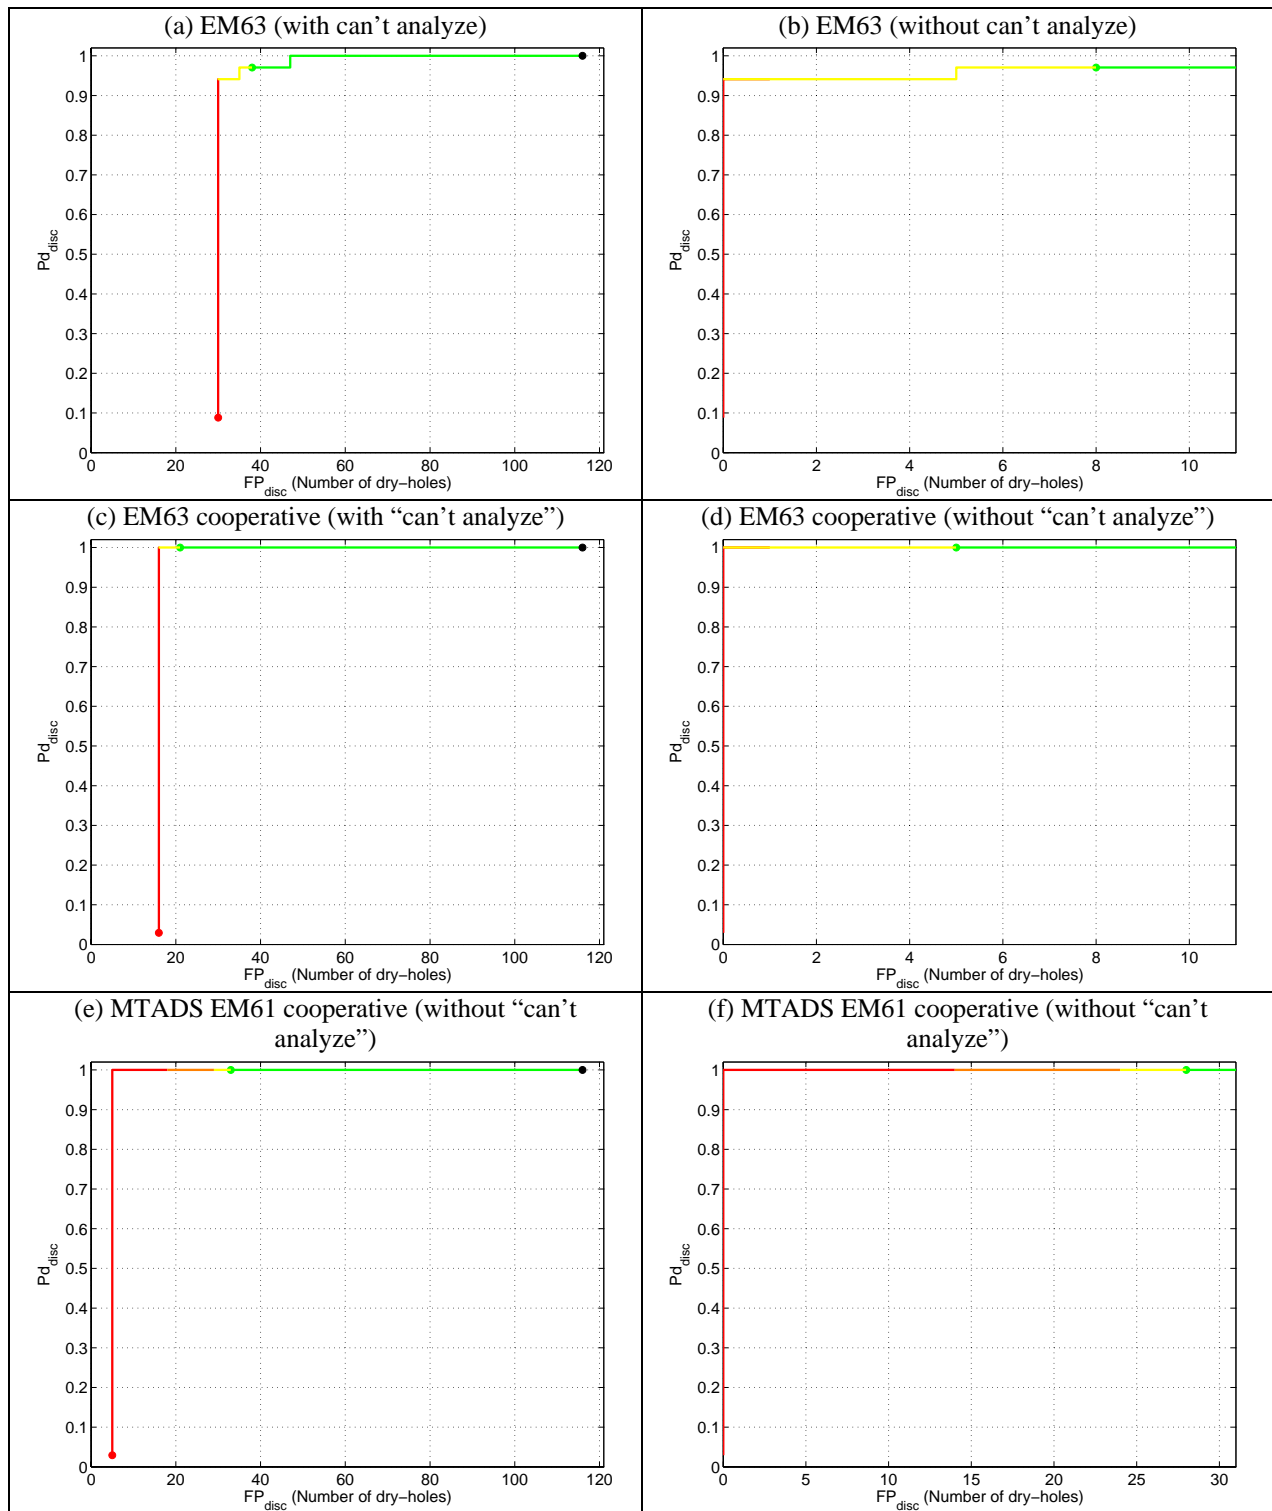 (a) EM63 (with can't analyze)
1
0.9
0.8
0.7
0.6
0.5
0.4
0.3
0.2
0.1
0
Pd_disc
0 20 40 60 80 100 120
FP_disc (Number of dry-holes)
(b) EM63 (without can't analyze)
1
0.9
0.8
0.7
0.6
0.5
0.4
0.3
0.2
0.1
0
Pd_disc
0 2 4 6 8 10
FP_disc (Number of dry-holes)
(c) EM63 cooperative (with “can't analyze”)
1
0.9
0.8
0.7
0.6
0.5
0.4
0.3
0.2
0.1
0
Pd_disc
0 20 40 60 80 100 120
FP_disc (Number of dry-holes)
(d) EM63 cooperative (without “can't analyze”)
1
0.9
0.8
0.7
0.6
0.5
0.4
0.3
0.2
0.1
0
Pd_disc
0 2 4 6 8 10
FP_disc (Number of dry-holes)
(e) MTADS EM61 cooperative (without “can't
analyze”)
1
0.9
0.8
0.7
0.6
0.5
0.4
0.3
0.2
0.1
0
Pd_disc
0 20 40 60 80 100 120
FP_disc (Number of dry-holes)
(f) MTADS EM61 cooperative (without “can't
analyze”)
1
0.9
0.8
0.7
0.6
0.5
0.4
0.3
0.2
0.1
0
Pd_disc
0 5 10 15 20 25 30
FP_disc (Number of dry-holes)